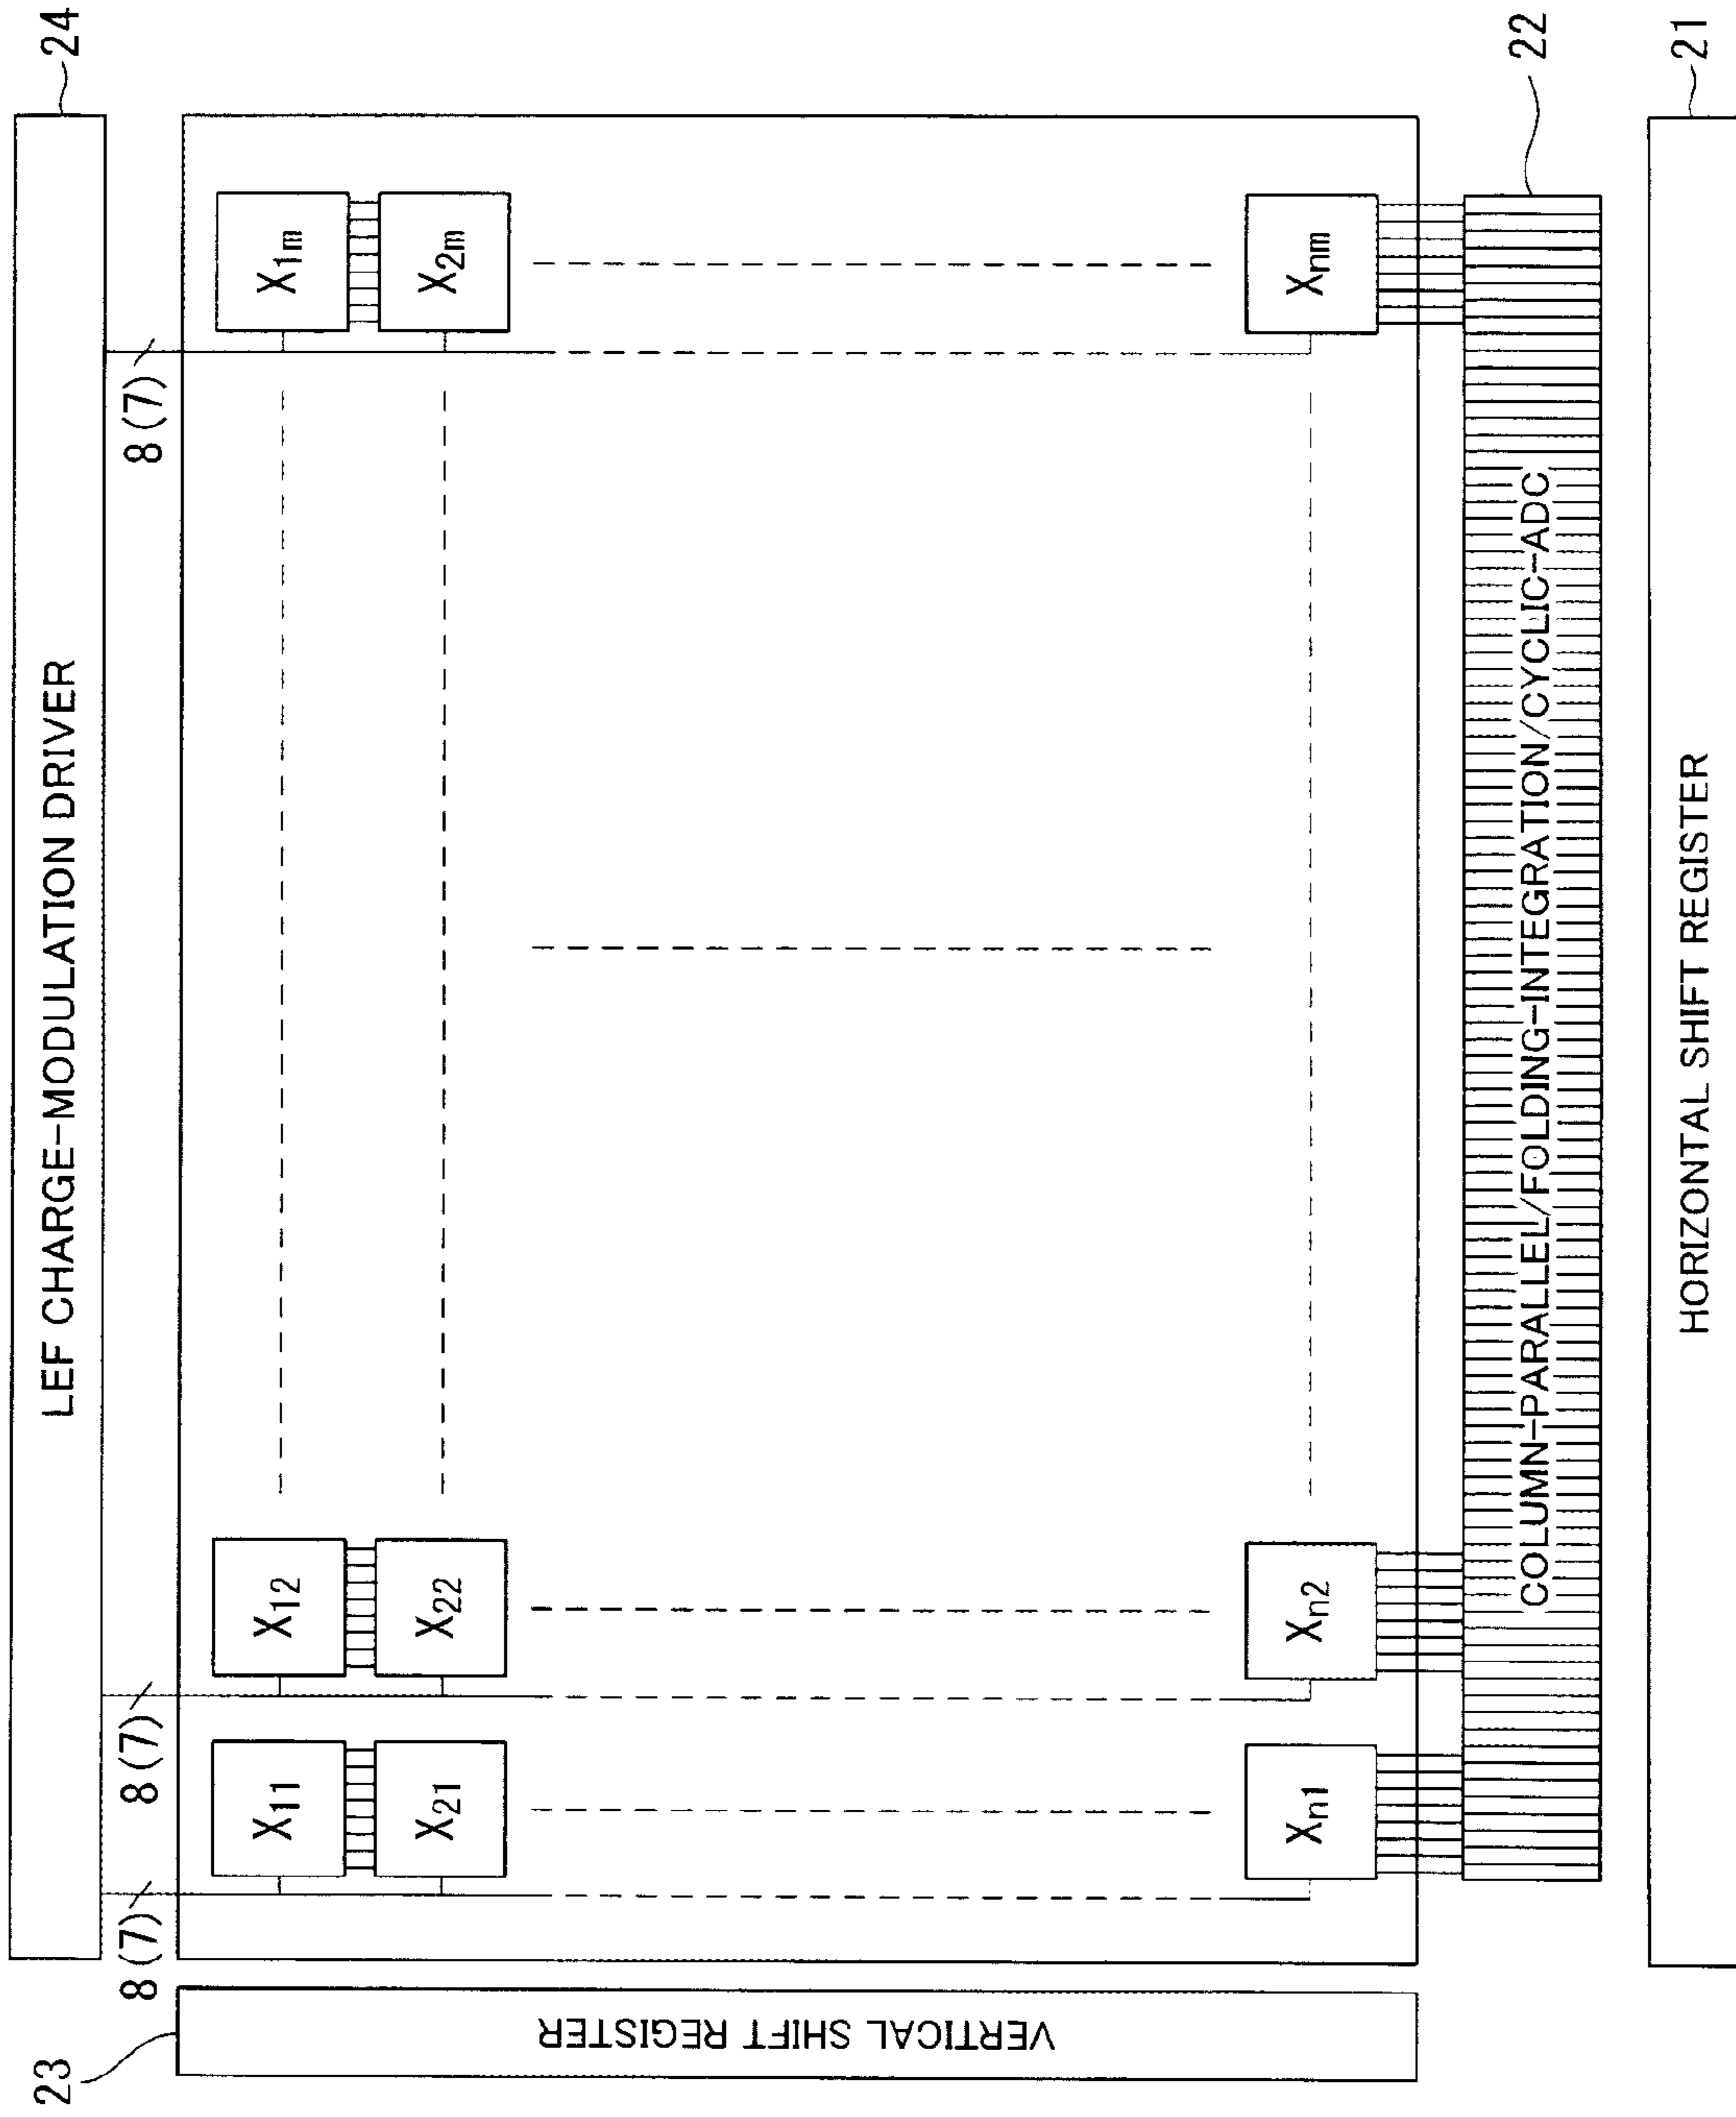 24
LEF CHARGE-MODULATION DRIVER
8 (7)
8 (7)
8 (7)
23
VERTICAL SHIFT REGISTER
X11
X12
X1m
X21
X22
X2m
Xn1
Xn2
Xnm
22
COLUMN-PARALLEL/FOLDING-INTEGRATION/CYCLIC-ADC
21
HORIZONTAL SHIFT REGISTER